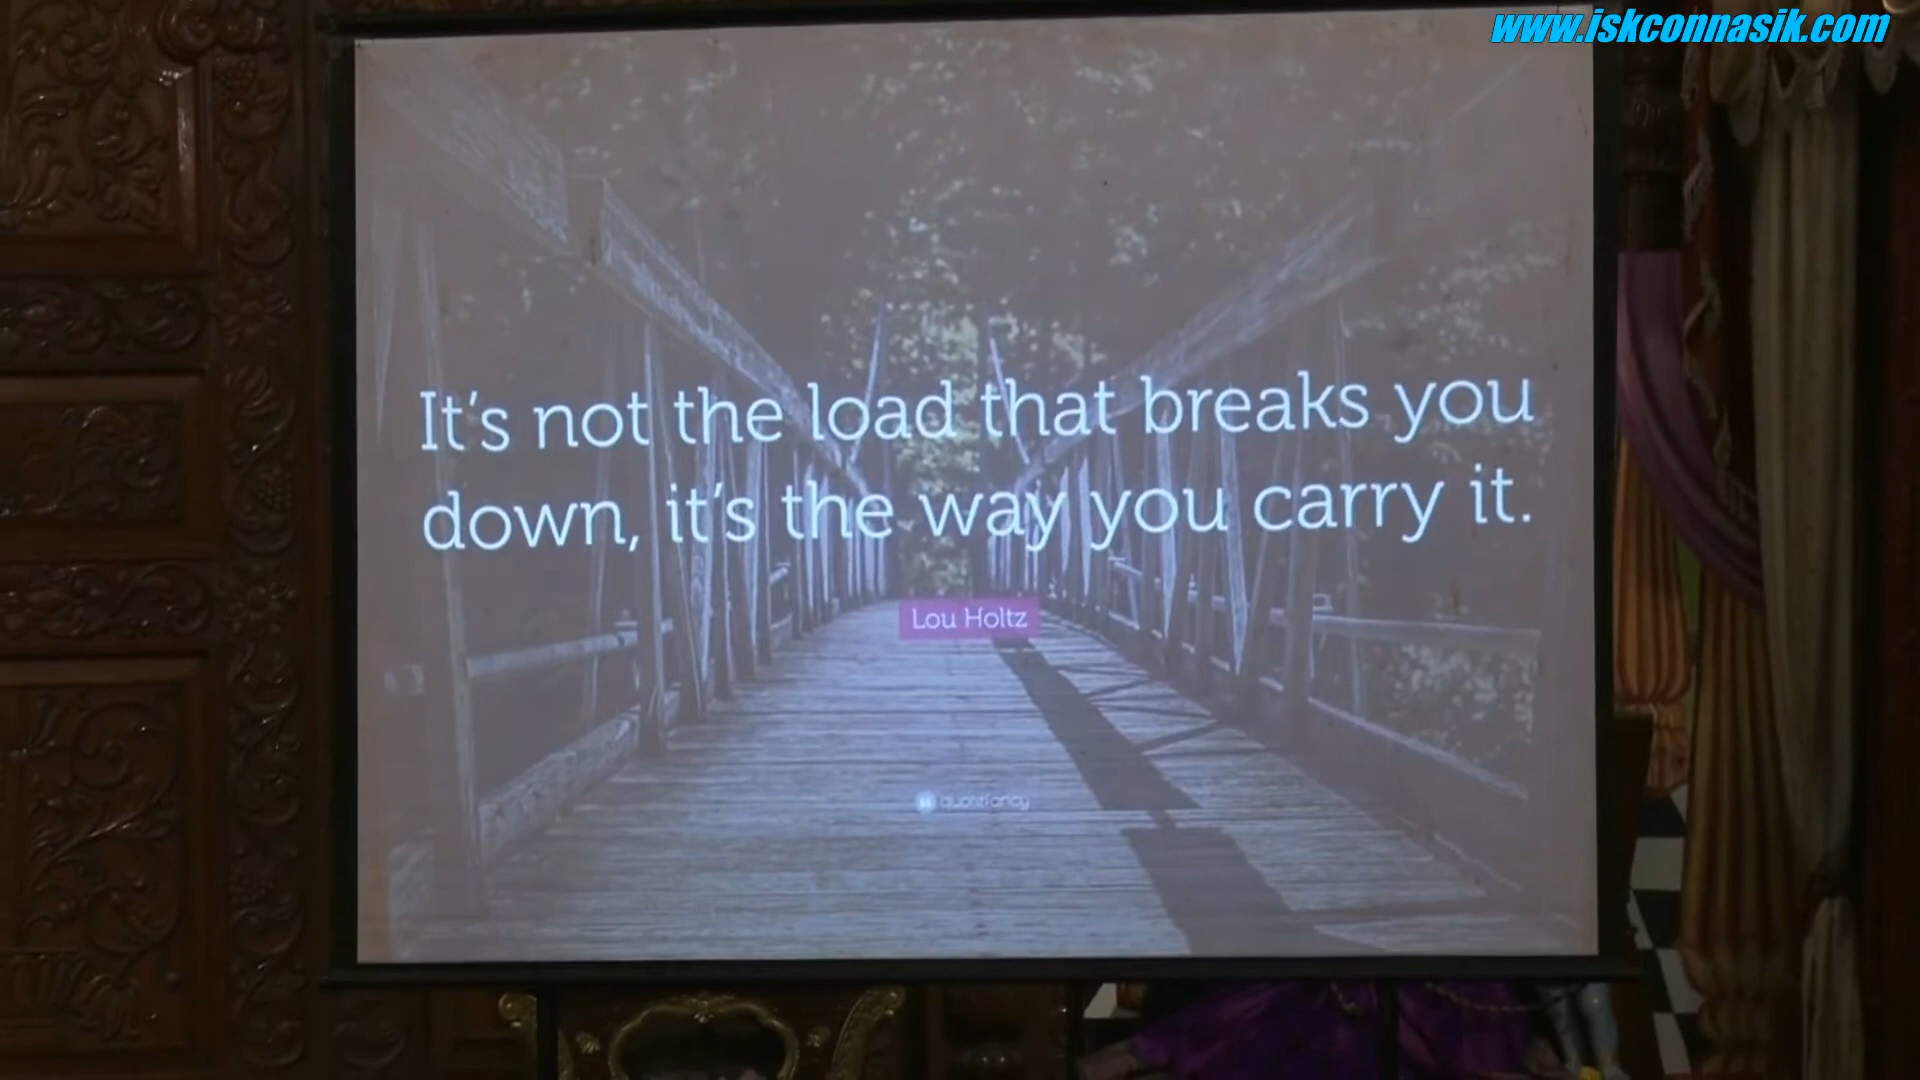 www.iskconnasik.com
It's not the load that breaks you
down, it's the way you carry it.
Lou Holtz
quotefancy